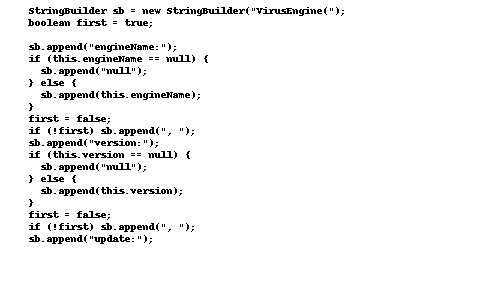 StringBuilder sb = new StringBuilder("VirusEngine(");
boolean first = true;

sb.append("engineName:");
if (this.engineName == null) {
  sb.append("null");
} else {
  sb.append(this.engineName);
}
first = false;
if (!first) sb.append(", ");
sb.append("version:");
if (this.version == null) {
  sb.append("null");
} else {
  sb.append(this.version);
}
first = false;
if (!first) sb.append(", ");
sb.append("update:");